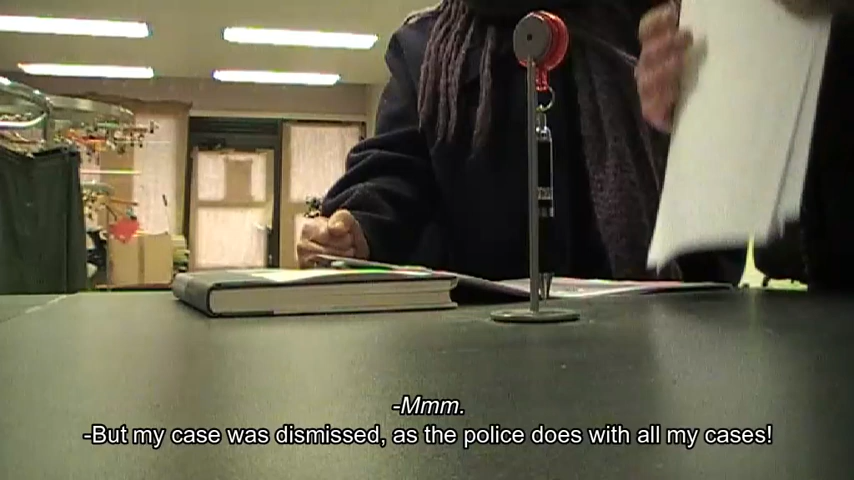 -Mmm.
-But my case was dismissed, as the police does with all my cases!